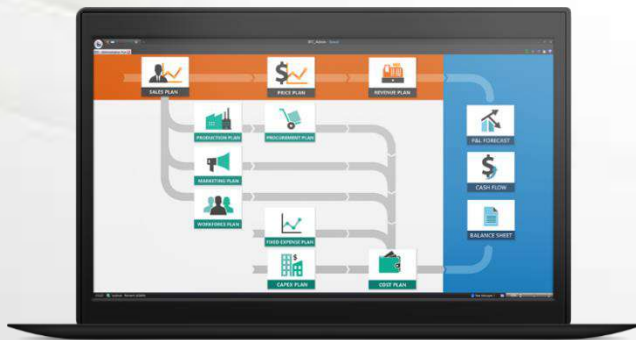 SALES PLAN
PRICE PLAN
REVENUE PLAN
PRODUCTION PLAN
PROCUREMENT PLAN
P&L FORECAST
MARKETING PLAN
CASH FLOW
WORKFORCE PLAN
FIXED EXPENSE PLAN
BALANCE SHEET
CAPEX PLAN
COST PLAN